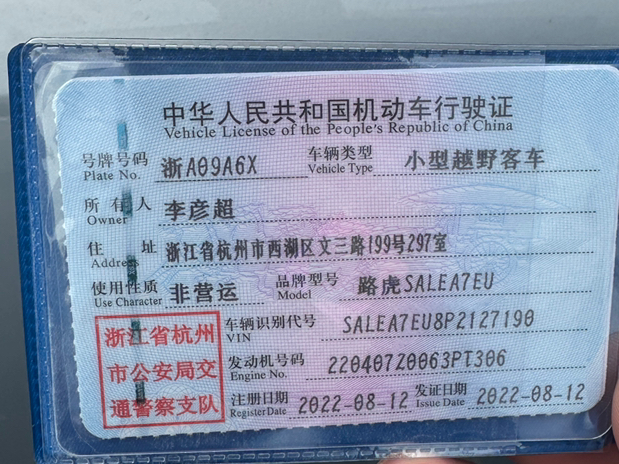 中华人民共和国机动车行驶证
Vehicle License of the People's Republic of China
号牌号码 浙A09A6X 车辆类型 小型越野客车
Plate No. Vehicle Type
所有人 李彦超
Owner
住址 浙江省杭州市西湖区文三路199号297室
Address
使用性质 非营运 品牌型号 路虎SALEA7EU
Use Character Model
浙江省杭州
市公安局交
通警察支队
车辆识别代号 SALEA7EU8P2127190
VIN
发动机号码 220407Z0063PT306
Engine No.
注册日期 2022-08-12 发证日期 2022-08-12
Register Date Issue Date